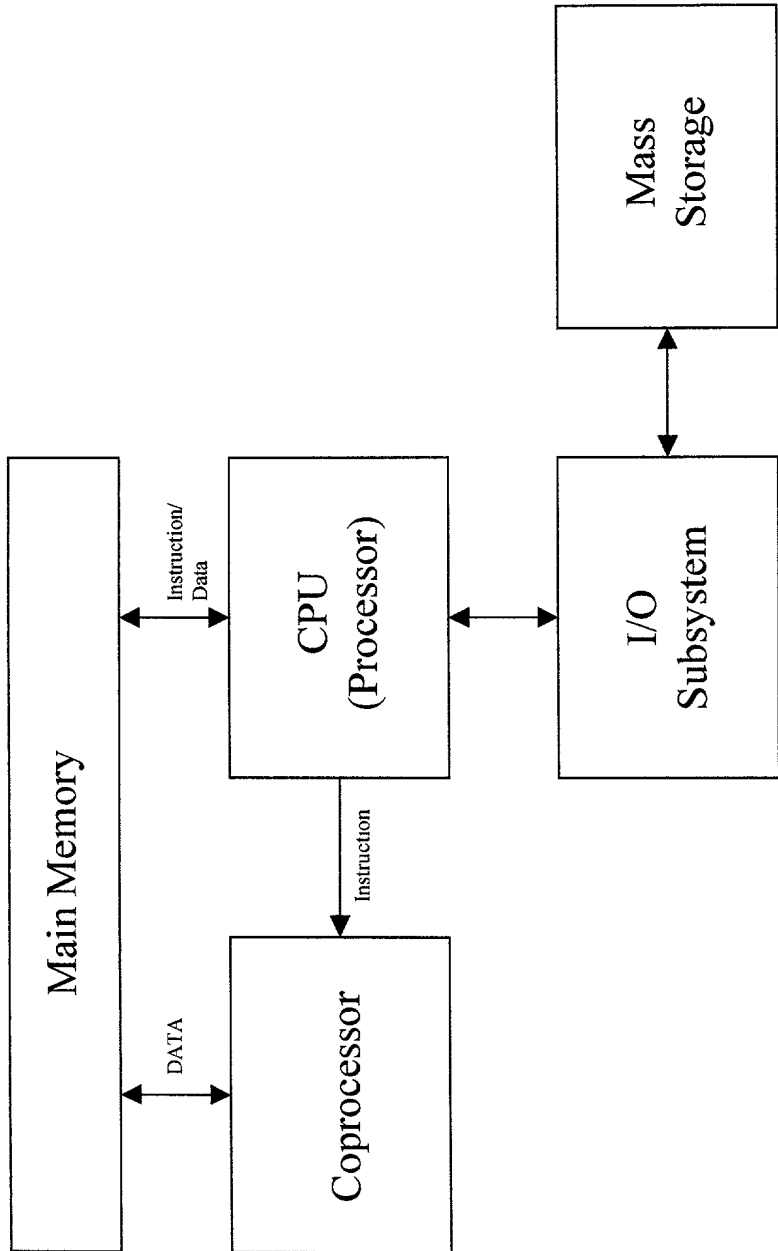 Main Memory
DATA
Instruction/
Data
Coprocessor
Instruction
CPU
(Processor)
I/O
Subsystem
Mass
Storage